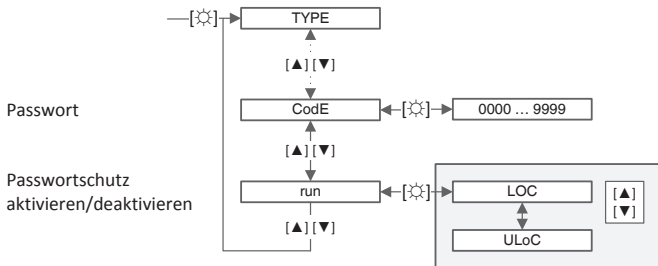 [☼] TYPE
[▲] [▼]
Passwort CodE [☼] 0000 … 9999
[▲] [▼]
Passwortschutz
aktivieren/deaktivieren run [☼] LOC [▲]
[▼]
[▲] [▼]
ULoC